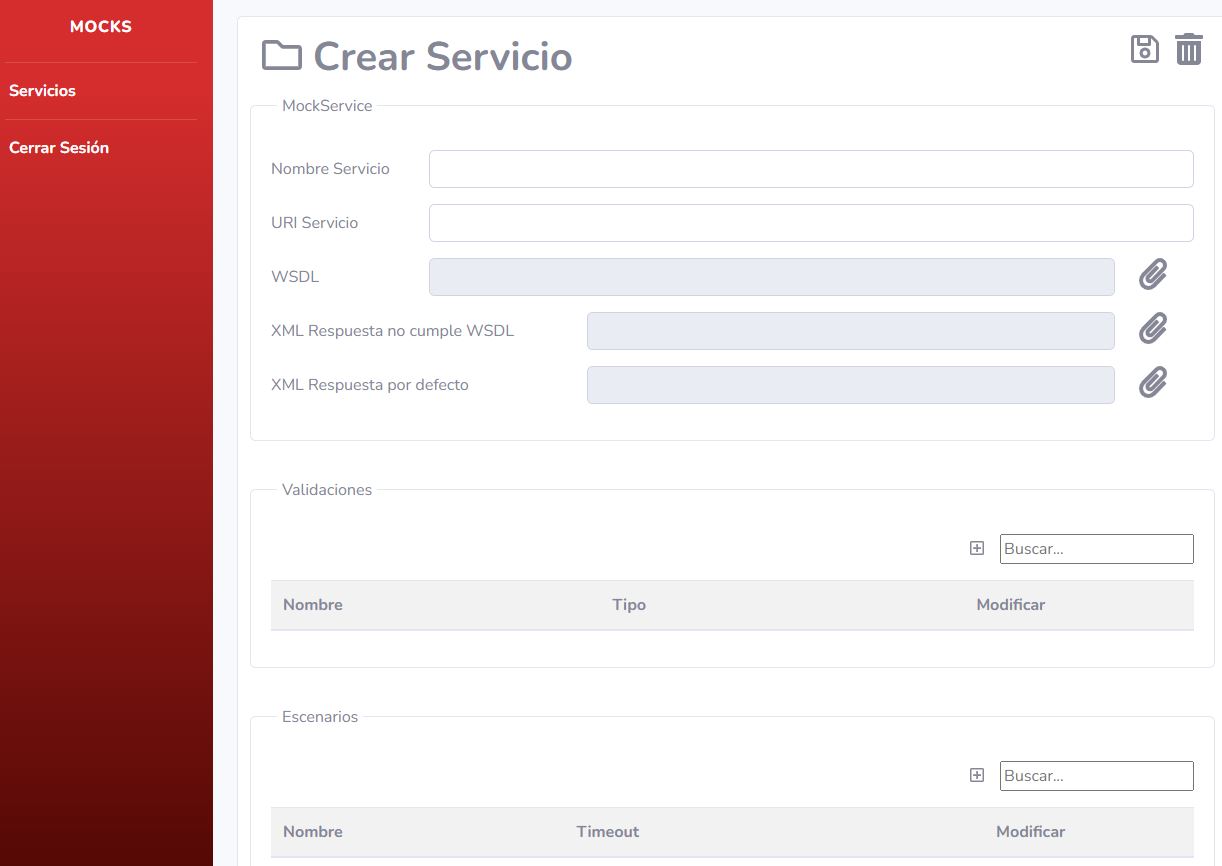 MOCKS
Servicios
Cerrar Sesión
Crear Servicio
MockService
Nombre Servicio
URI Servicio
WSDL
XML Respuesta no cumple WSDL
XML Respuesta por defecto
Validaciones
Buscar...
Nombre Tipo Modificar
Escenarios
Buscar...
Nombre Timeout Modificar